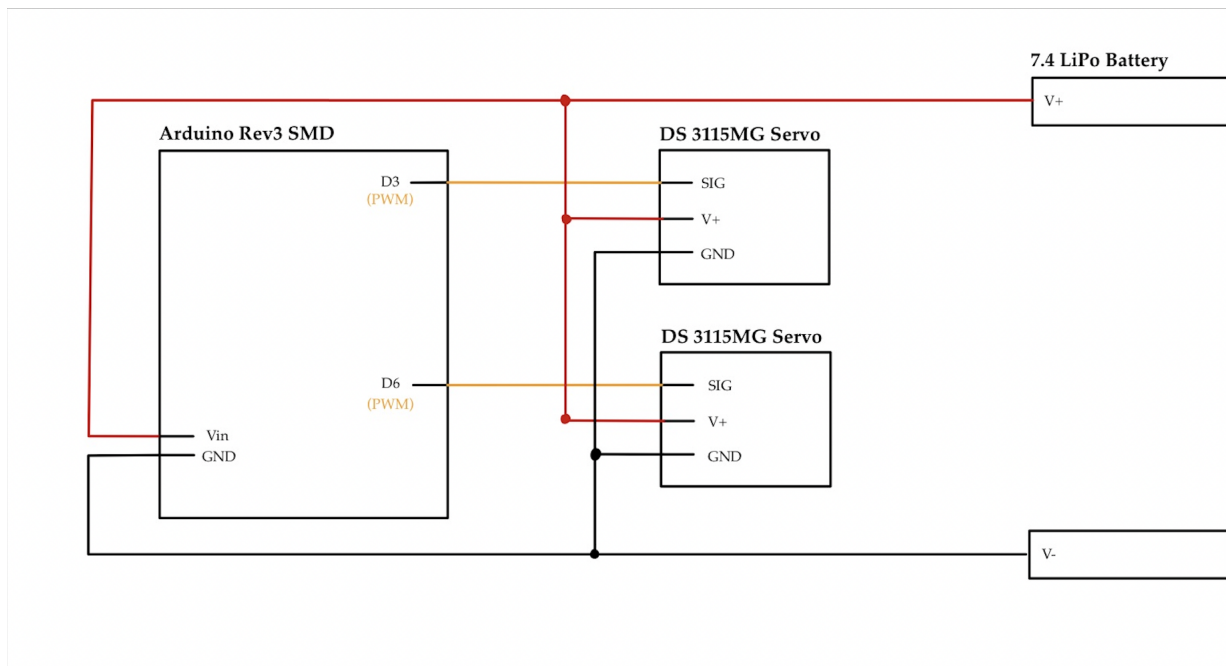 7.4 LiPo Battery
V+
Arduino Rev3 SMD
DS 3115MG Servo
D3
(PWM)
SIG
V+
GND
DS 3115MG Servo
D6
(PWM)
SIG
V+
GND
Vin
GND
V-